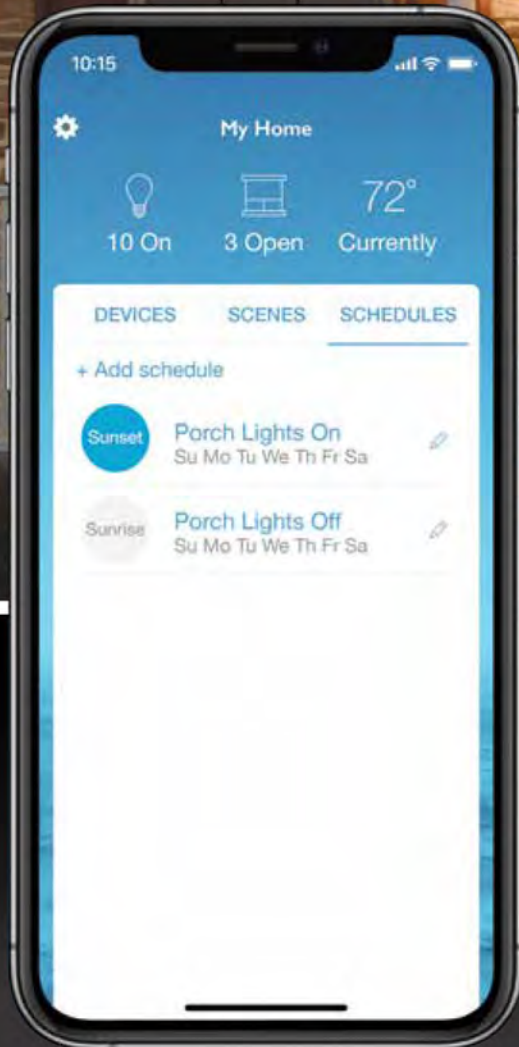 10:15
My Home
10 On
3 Open
72°
Currently
DEVICES
SCENES
SCHEDULES
+ Add schedule
Sunset
Porch Lights On
Su Mo Tu We Th Fr Sa
Sunrise
Porch Lights Off
Su Mo Tu We Th Fr Sa